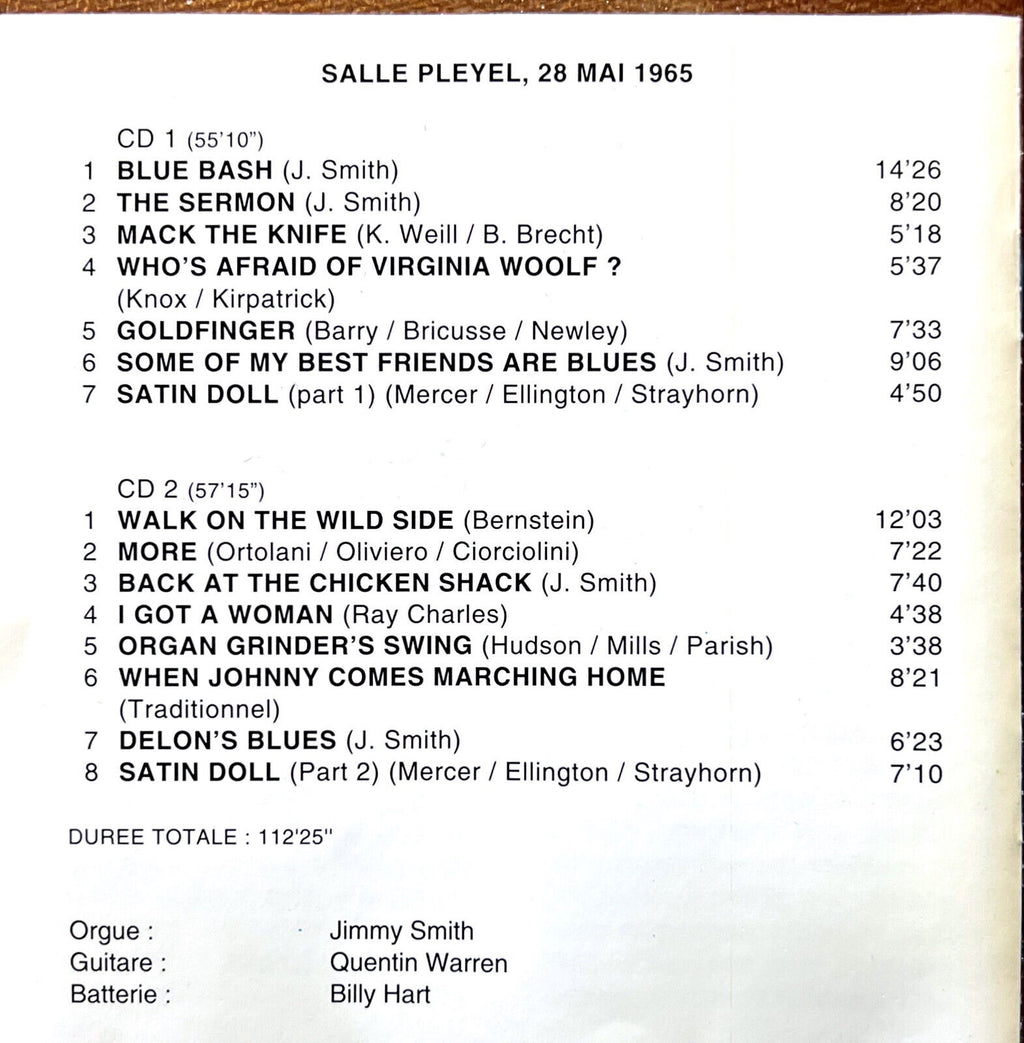 SALLE PLEYEL, 28 MAI 1965
CD 1 (55'10")
1 BLUE BASH (J. Smith) 14'26
2 THE SERMON (J. Smith) 8'20
3 MACK THE KNIFE (K. Weill / B. Brecht) 5'18
4 WHO'S AFRAID OF VIRGINIA WOOLF ? 5'37
(Knox / Kirpatrick)
5 GOLDFINGER (Barry / Bricusse / Newley) 7'33
6 SOME OF MY BEST FRIENDS ARE BLUES (J. Smith) 9'06
7 SATIN DOLL (part 1) (Mercer / Ellington / Strayhorn) 4'50
CD 2 (57'15")
1 WALK ON THE WILD SIDE (Bernstein) 12'03
2 MORE (Ortolani / Oliviero / Ciorciolini) 7'22
3 BACK AT THE CHICKEN SHACK (J. Smith) 7'40
4 I GOT A WOMAN (Ray Charles) 4'38
5 ORGAN GRINDER'S SWING (Hudson / Mills / Parish) 3'38
6 WHEN JOHNNY COMES MARCHING HOME 8'21
(Traditionnel)
7 DELON'S BLUES (J. Smith) 6'23
8 SATIN DOLL (Part 2) (Mercer / Ellington / Strayhorn) 7'10
DUREE TOTALE : 112'25"
Orgue : Jimmy Smith
Guitare : Quentin Warren
Batterie : Billy Hart